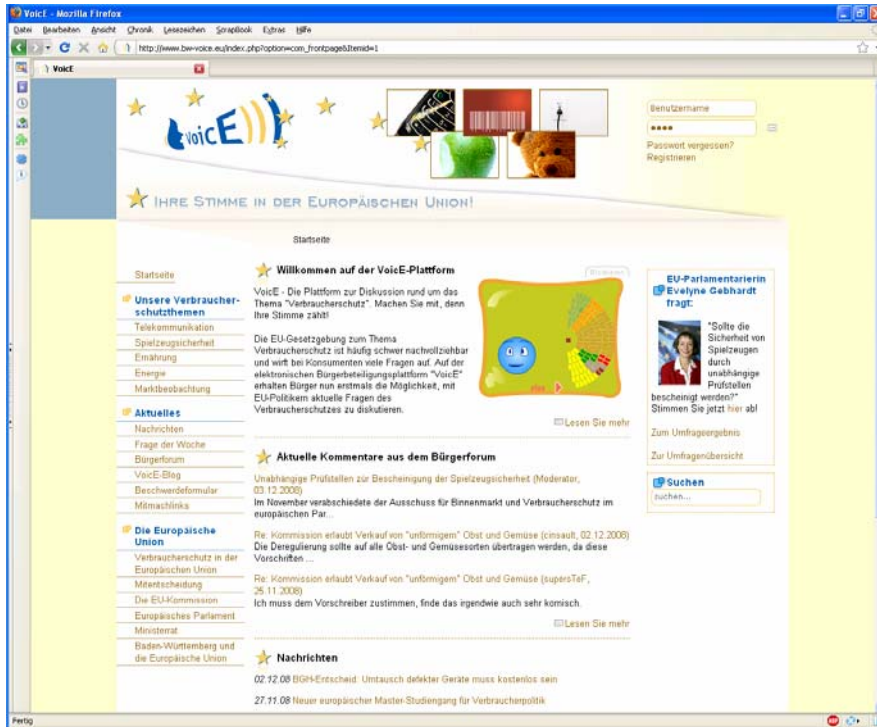 VoicE - Mozilla Firefox
Datei Bearbeiten Ansicht Chronik Lesezeichen ScrapBook Extras Hilfe
http://www.bw-voice.eu/index.php?option=com_frontpage&Itemid=1
VoicE
VoicE
Benutzername
Passwort vergessen?
Registrieren
IHRE STIMME IN DER EUROPÄISCHEN UNION!
Startseite
Startseite
Unsere Verbraucher-
schutzthemen
Telekommunikation
Spielzeugsicherheit
Ernährung
Energie
Marktbeobachtung
Aktuelles
Nachrichten
Frage der Woche
Bürgerforum
VoicE-Blog
Beschwerdeformular
Mitmachlinks
Die Europäische
Union
Verbraucherschutz in der
Europäischen Union
Mitentscheidung
Die EU-Kommission
Europäisches Parlament
Ministerrat
Baden-Württemberg und
die Europäische Union
Willkommen auf der VoicE-Plattform
VoicE - Die Plattform zur Diskussion rund um das
Thema "Verbraucherschutz". Machen Sie mit, denn
Ihre Stimme zählt!
Die EU-Gesetzgebung zum Thema
Verbraucherschutz ist häufig schwer nachvollziehbar
und wirft bei Konsumenten viele Fragen auf. Auf der
elektronischen Bürgerbeteiligungsplattform "VoicE"
erhalten Bürger nun erstmals die Möglichkeit, mit
EU-Politikern aktuelle Fragen des
Verbraucherschutzes zu diskutieren.
Lesen Sie mehr
Aktuelle Kommentare aus dem Bürgerforum
Unabhängige Prüfstellen zur Bescheinigung der Spielzeugsicherheit (Moderator,
03.12.2008)
Im November verabschiedete der Ausschuss für Binnenmarkt und Verbraucherschutz im
europäischen Par...
Re: Kommission erlaubt Verkauf von "unförmigem" Obst und Gemüse (cinsault, 02.12.2008)
Die Deregulierung sollte auf alle Obst- und Gemüsesorten übertragen werden, da diese
Vorschriften ...
Re: Kommission erlaubt Verkauf von "unförmigem" Obst und Gemüse (supersTeF,
25.11.2008)
Ich muss dem Vorschreiber zustimmen, finde das irgendwie auch sehr komisch.
Lesen Sie mehr
Nachrichten
02.12.08 BGH-Entscheid: Umtausch defekter Geräte muss kostenlos sein
27.11.08 Neuer europäischer Master-Studiengang für Verbraucherpolitik
EU-Parlamentarierin
Evelyne Gebhardt
fragt:
"Sollte die
Sicherheit von
Spielzeugen
durch
unabhängige
Prüfstellen
bescheinigt werden?"
Stimmen Sie jetzt hier ab!
Zum Umfrageergebnis
Zur Umfragenübersicht
Suchen
suchen...
Fertig